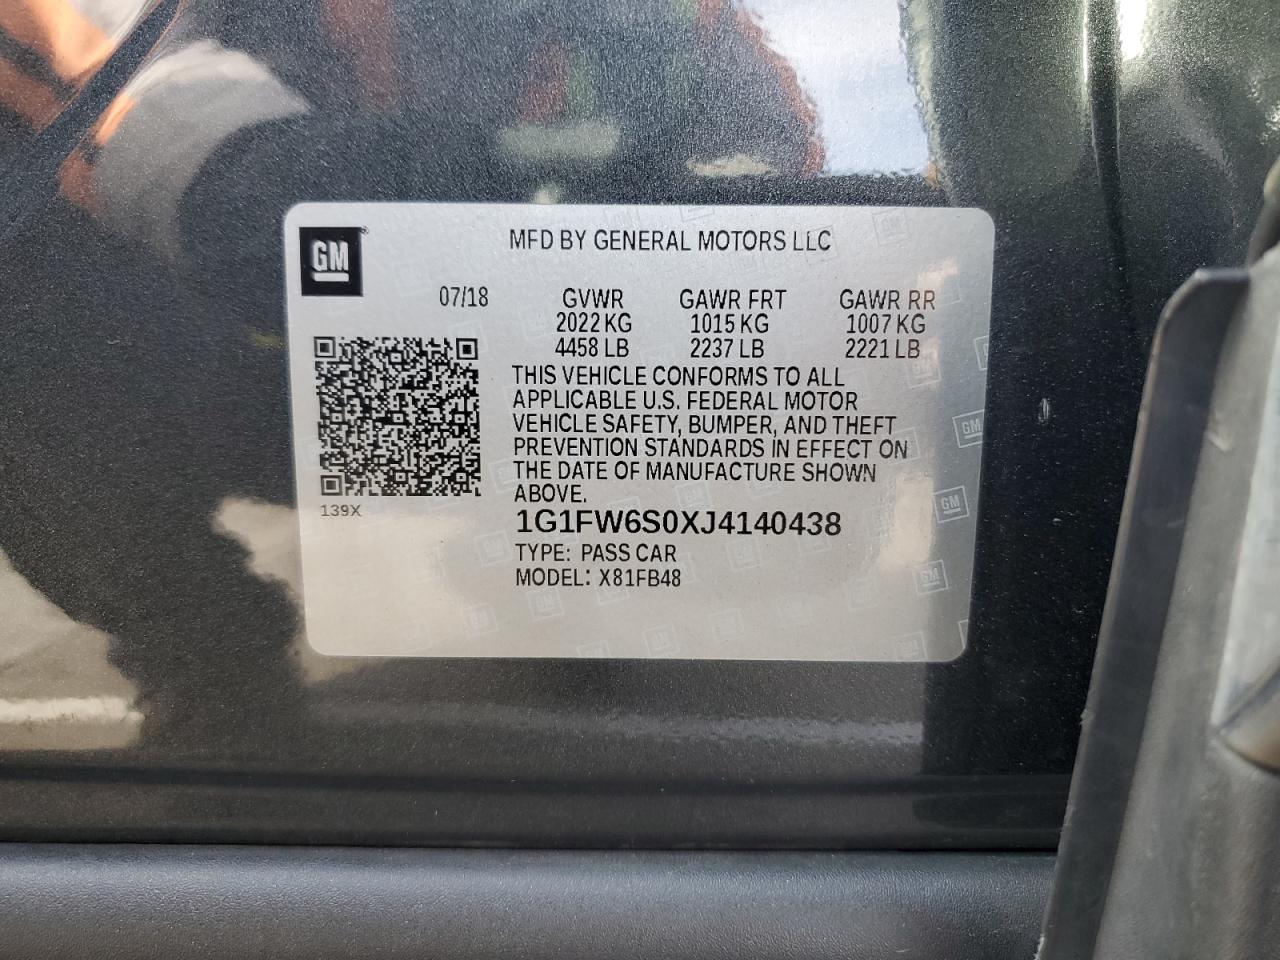 GM
MFD BY GENERAL MOTORS LLC
07/18
GVWR GAWR FRT GAWR RR
2022 KG 1015 KG 1007 KG
4458 LB 2237 LB 2221 LB
THIS VEHICLE CONFORMS TO ALL
APPLICABLE U.S. FEDERAL MOTOR
VEHICLE SAFETY, BUMPER, AND THEFT
PREVENTION STANDARDS IN EFFECT ON
THE DATE OF MANUFACTURE SHOWN
ABOVE.
139X
1G1FW6S0XJ4140438
TYPE: PASS CAR
MODEL: X81FB48